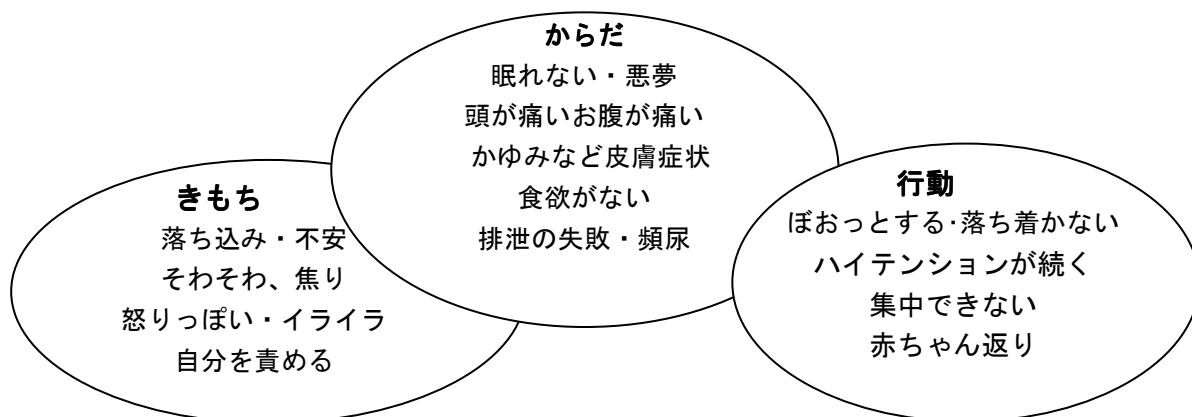 からだ
眠れない・悪夢
頭が痛いお腹が痛い
かゆみなど皮膚症状
食欲がない
排泄の失敗・頻尿
きもち
落ち込み・不安
そわそわ、焦り
怒りっぽい・イライラ
自分を責める
行動
ぼおっとする・落ち着かない
ハイテンションが続く
集中できない
赤ちゃん返り